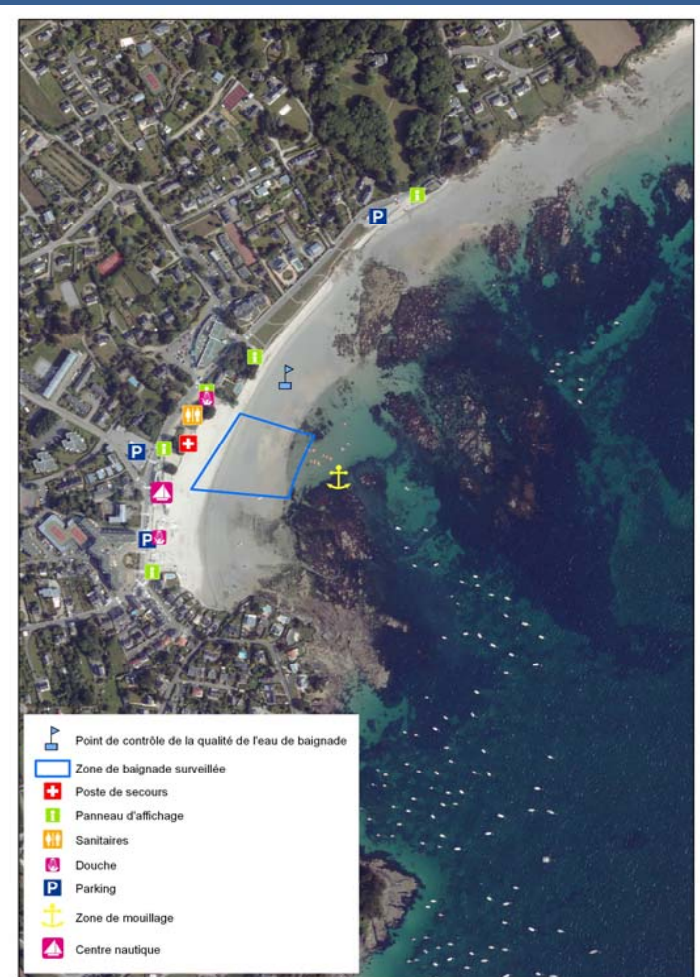 P
P
P
Point de contrôle de la qualité de l'eau de baignade
Zone de baignade surveillée
Poste de secours
Panneau d'affichage
Sanitaires
Douche
P Parking
Zone de mouillage
Centre nautique